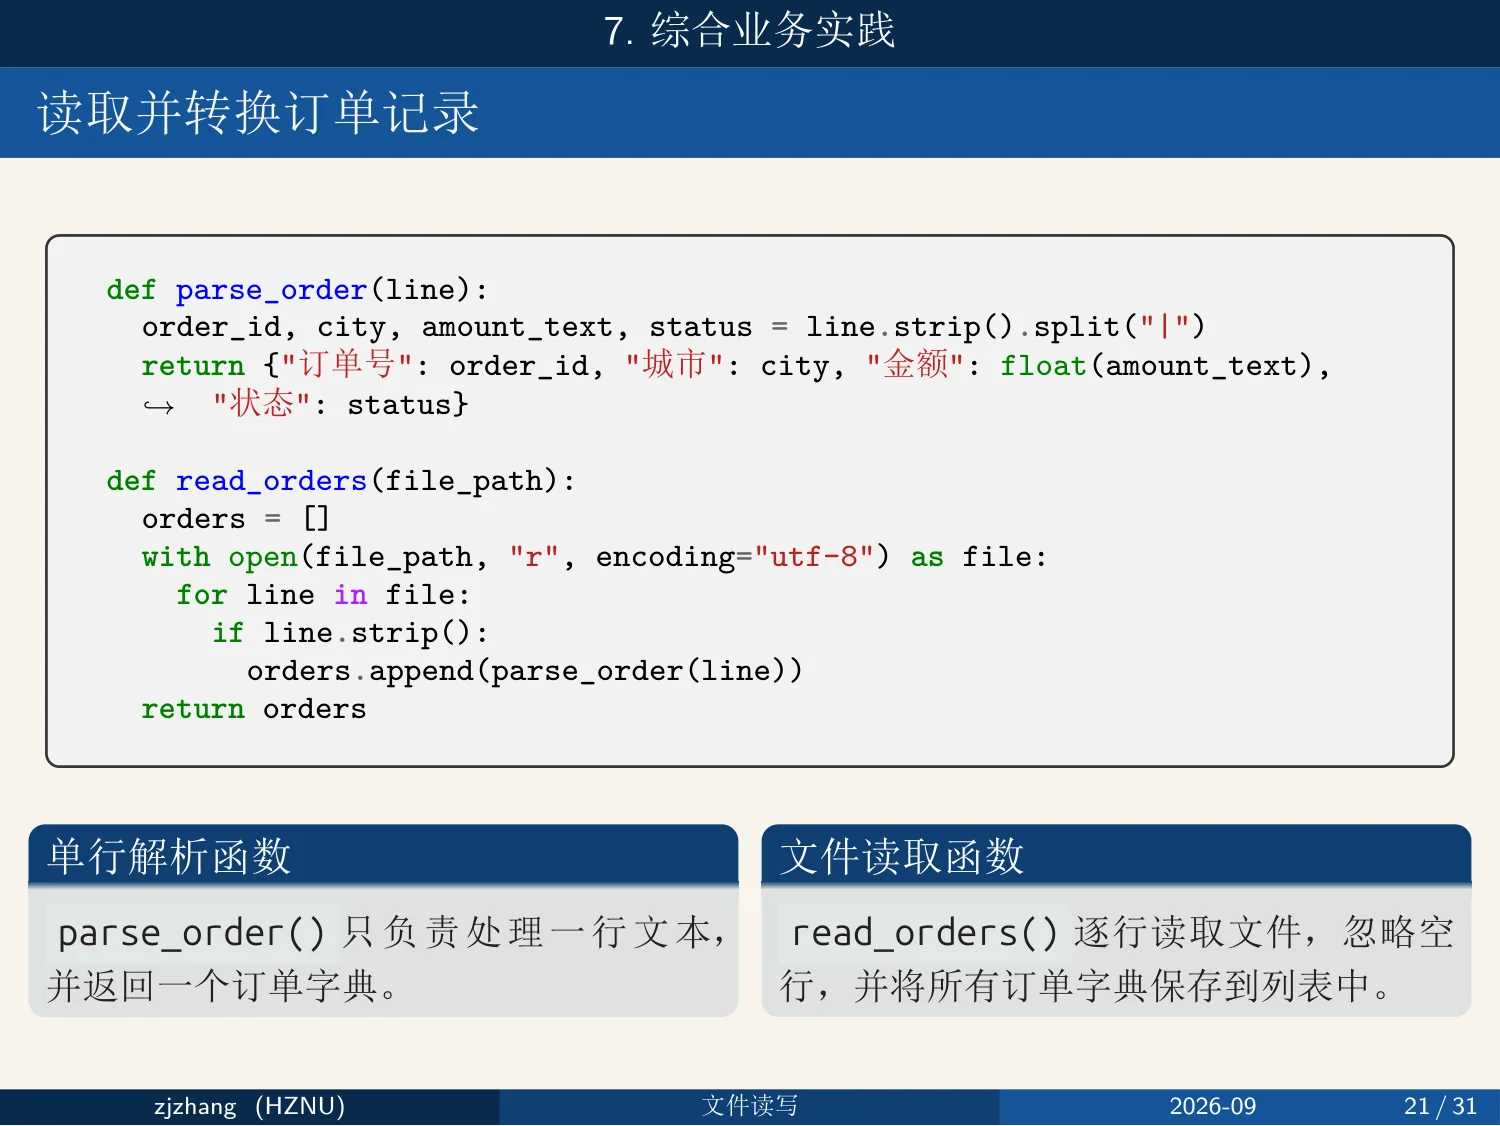 7. 综合业务实践
读取并转换订单记录
def parse_order(line):
  order_id, city, amount_text, status = line.strip().split("|")
  return {"订单号": order_id, "城市": city, "金额": float(amount_text),
  ↪  "状态": status}

def read_orders(file_path):
  orders = []
  with open(file_path, "r", encoding="utf-8") as file:
    for line in file:
      if line.strip():
        orders.append(parse_order(line))
  return orders
单行解析函数
parse_order() 只负责处理一行文本，
并返回一个订单字典。
文件读取函数
read_orders() 逐行读取文件，忽略空
行，并将所有订单字典保存到列表中。
zjzhang (HZNU) 文件读写 2026-09 21 / 31